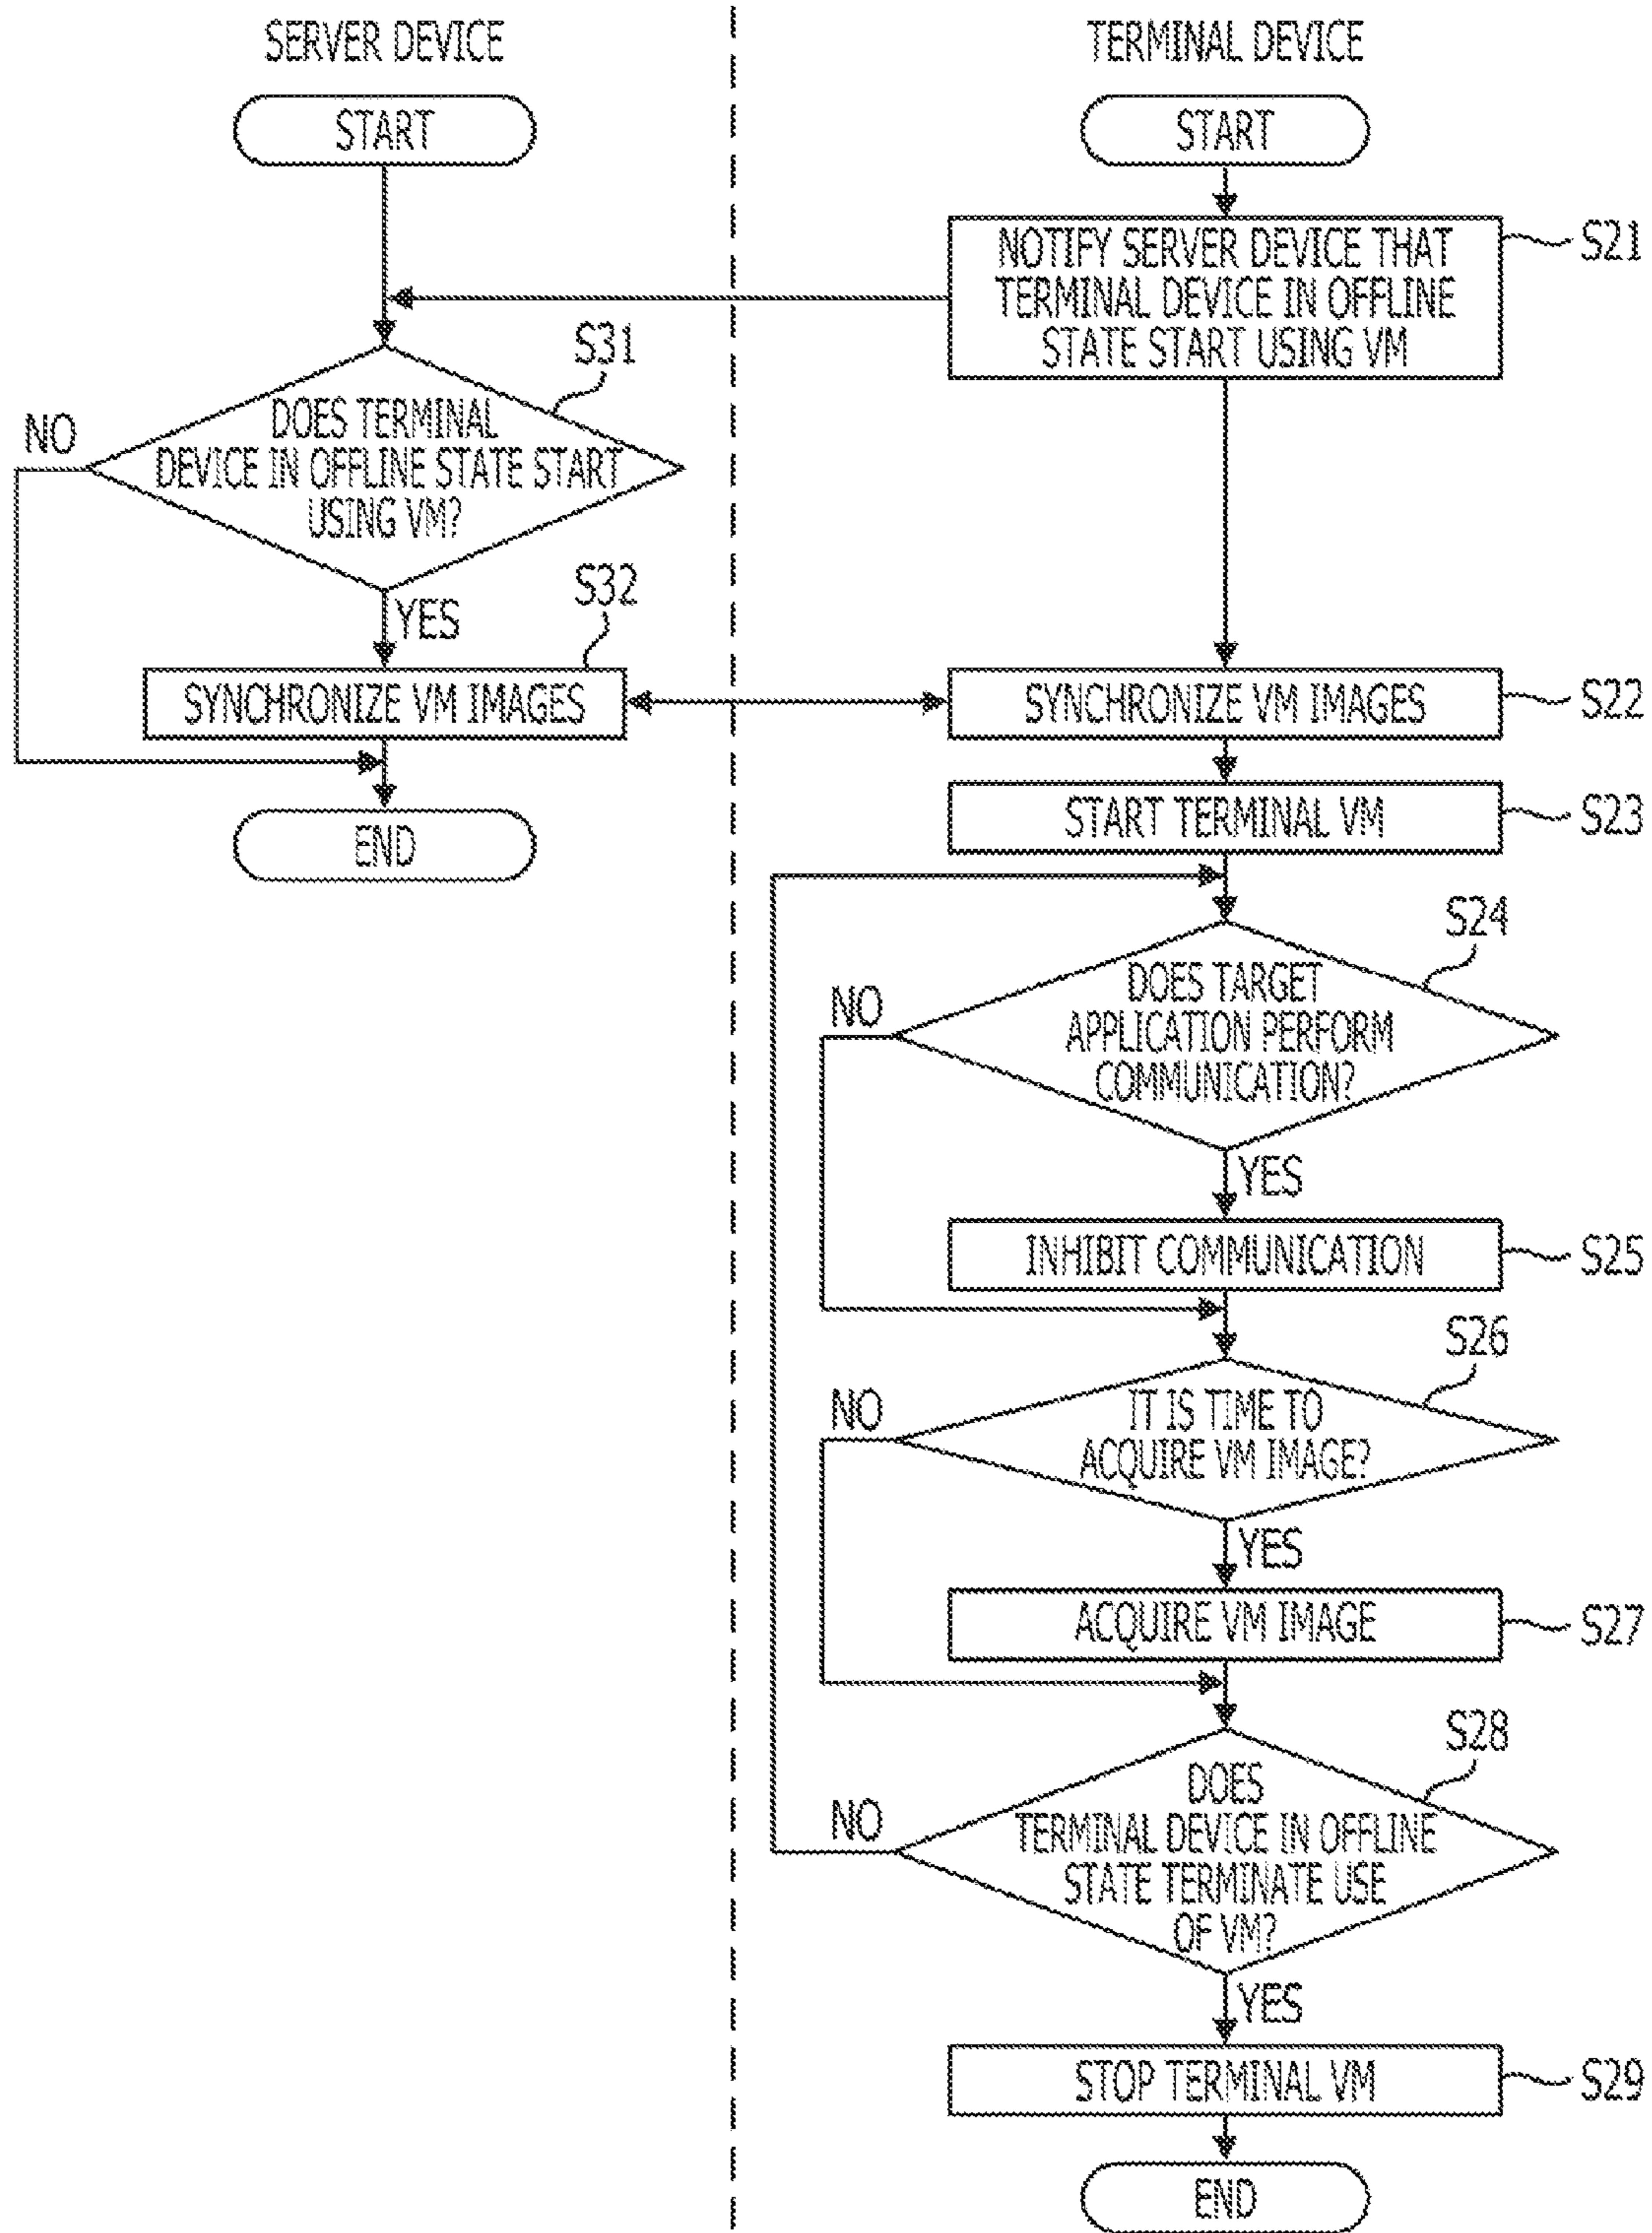 SERVER DEVICE
START
S31
DOES TERMINAL
DEVICE IN OFFLINE STATE START
USING VM?
NO
YES
S32
SYNCHRONIZE VM IMAGES
END
TERMINAL DEVICE
START
NOTIFY SERVER DEVICE THAT
TERMINAL DEVICE IN OFFLINE
STATE START USING VM
S21
SYNCHRONIZE VM IMAGES
S22
START TERMINAL VM
S23
S24
DOES TARGET
APPLICATION PERFORM
COMMUNICATION?
NO
YES
INHIBIT COMMUNICATION
S25
S26
IT IS TIME TO
ACQUIRE VM IMAGE?
NO
YES
ACQUIRE VM IMAGE
S27
S28
DOES
TERMINAL DEVICE IN OFFLINE
STATE TERMINATE USE
OF VM?
NO
YES
STOP TERMINAL VM
S29
END